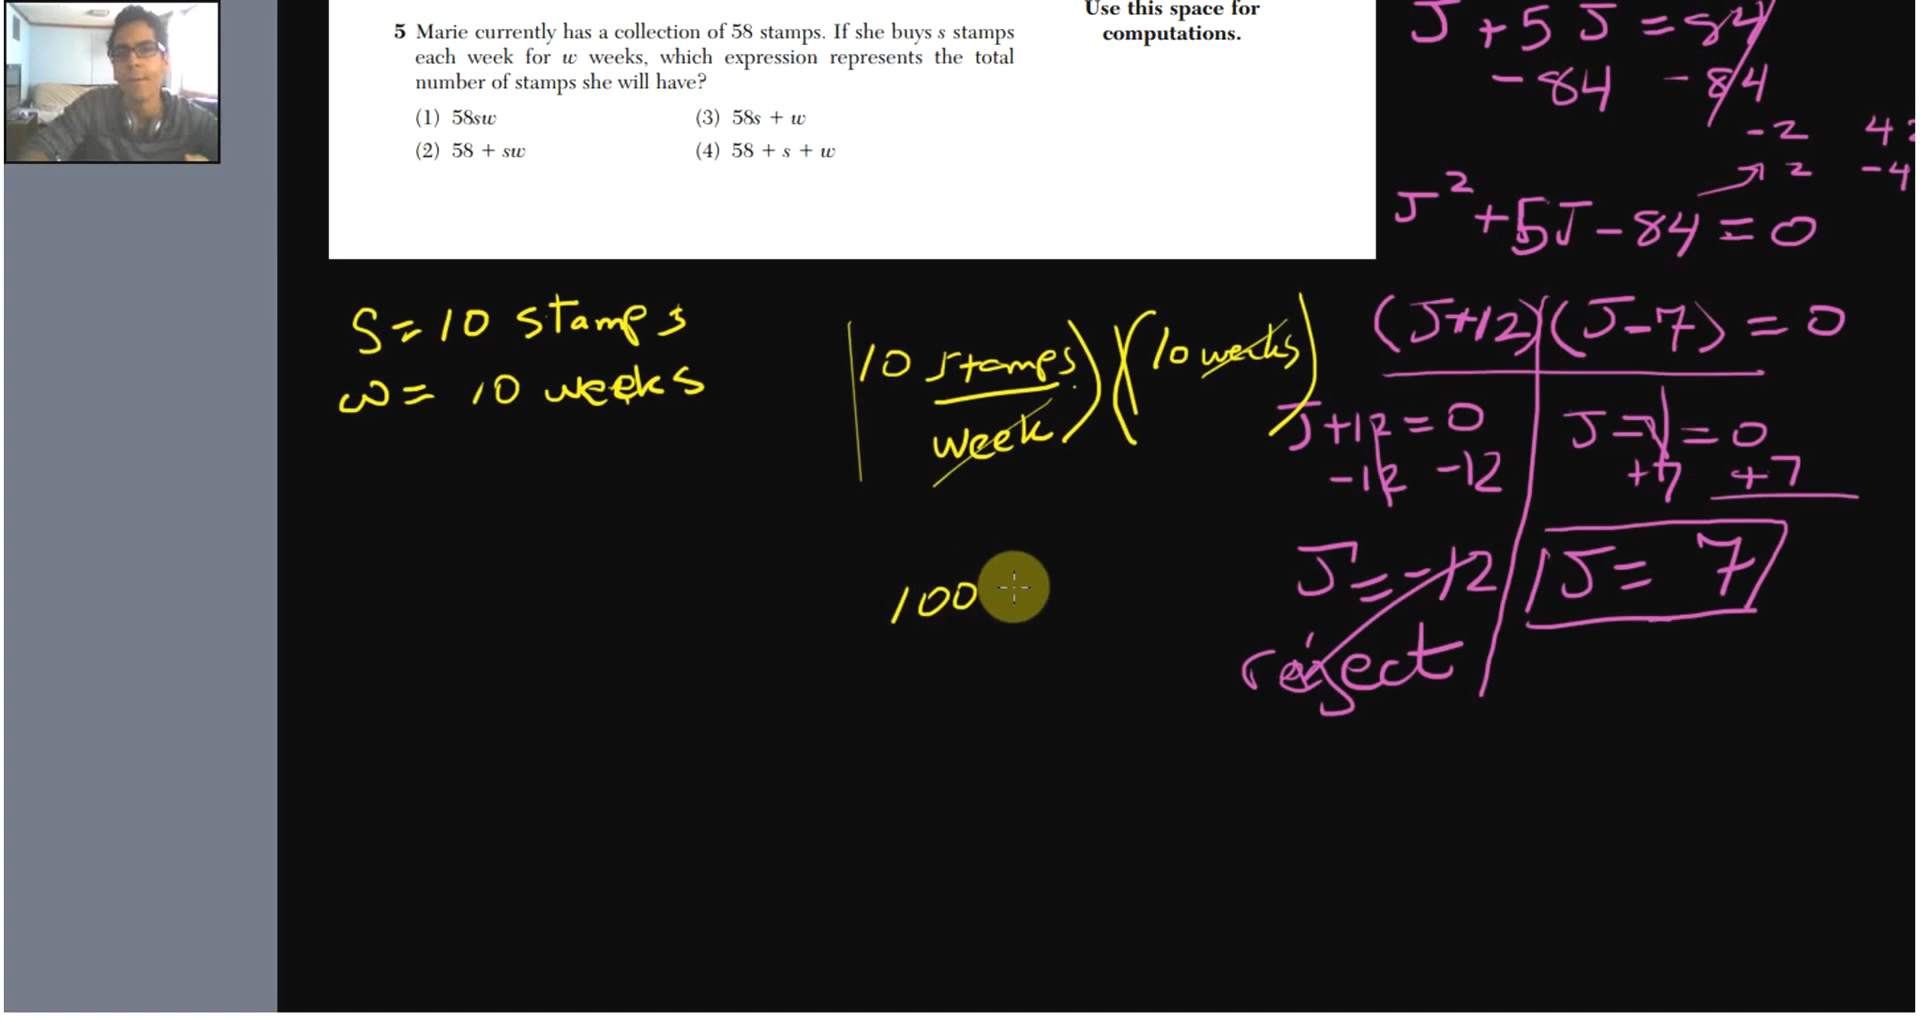 5 Marie currently has a collection of 58 stamps. If she buys s stamps
each week for w weeks, which expression represents the total
number of stamps she will have?
(1) 58sw
(3) 58s + w
(2) 58 + sw
(4) 58 + s + w
Use this space for
computations.
S = 10 stamps
w = 10 weeks
(10 stamps/week)(10 weeks)
100
J + 5 J = 84
-84 -84
-2 4
2 -4
J² + 5J - 84 = 0
(J+12)(J-7) = 0
J+12=0
-12 -12
J=-12
reject
J-7=0
+7 +7
J= 7